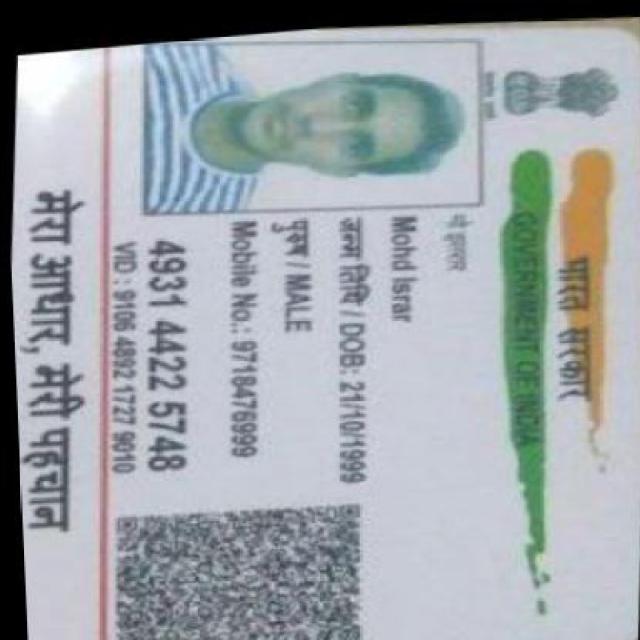 भारत सरकार
GOVERNMENT OF INDIA
Mohd Israr
जन्म तिथि / DOB: 21/10/1999
पुरुष / MALE
Mobile No.: 9718476999
4931 4422 5748
VID : 9106 4892 1727 9010
मेरा आधार, मेरी पहचान